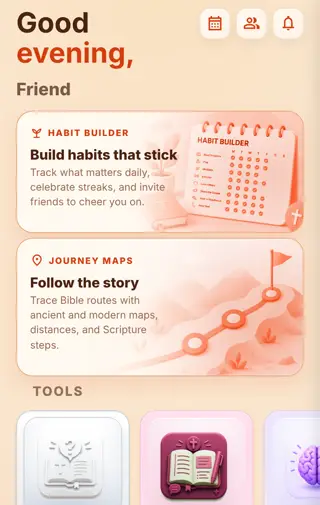 Good
evening,
Friend
HABIT BUILDER
Build habits that stick
Track what matters daily,
celebrate streaks, and invite
friends to cheer you on.
HABIT BUILDER
JOURNEY MAPS
Follow the story
Trace Bible routes with
ancient and modern maps,
distances, and Scripture
steps.
TOOLS